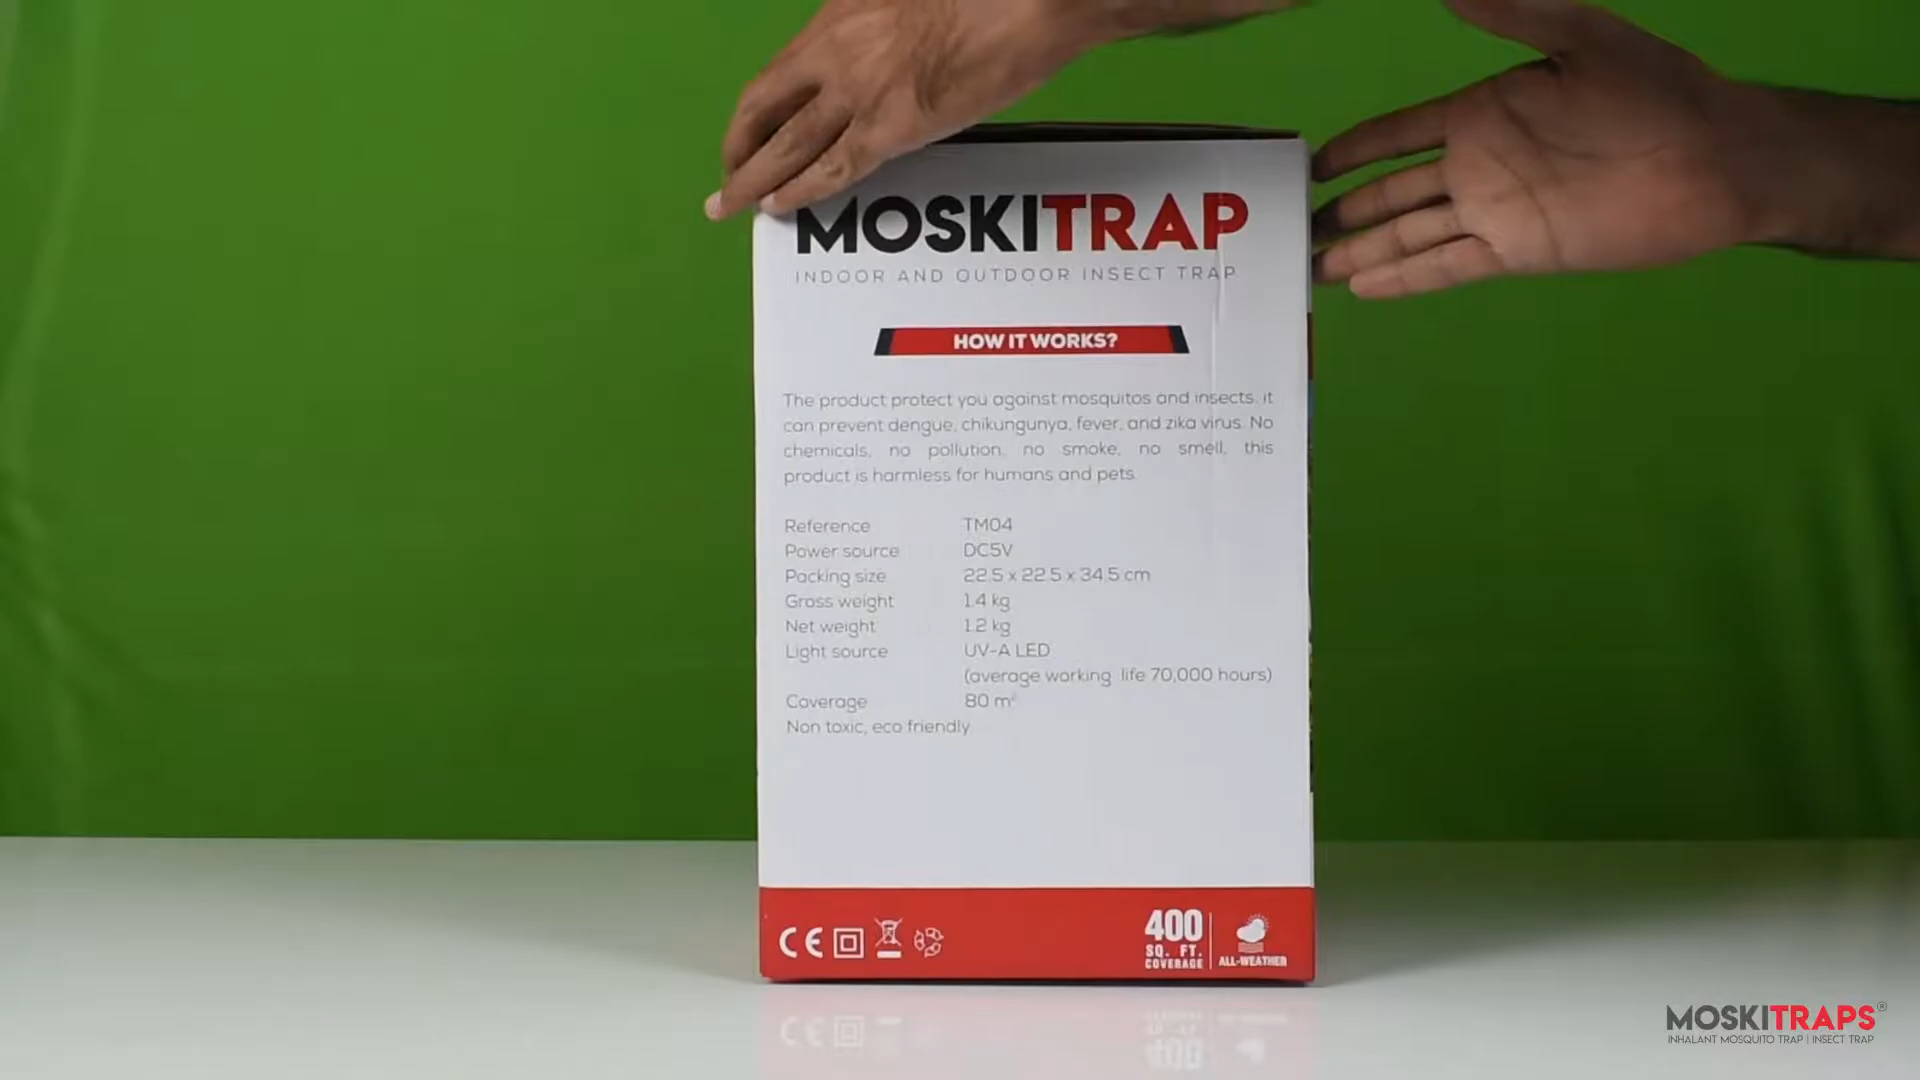 MOSKITRAP
INDOOR AND OUTDOOR INSECT TRAP
HOW IT WORKS?
The product protect you against mosquitos and insects, it
can prevent dengue, chikungunya, fever, and zika virus. No
chemicals, no pollution, no smoke, no smell, this
product is harmless for humans and pets.
Reference TM04
Power source DC5V
Packing size 22.5 x 22.5 x 34.5 cm
Gross weight 1.4 kg
Net weight 1.2 kg
Light source UV-A LED
(average working life 70,000 hours)
Coverage 80 m²
Non toxic, eco friendly
CE
400
SQ. FT.
COVERAGE
ALL-WEATHER
MOSKITRAPS®
INHALANT MOSQUITO TRAP | INSECT TRAP